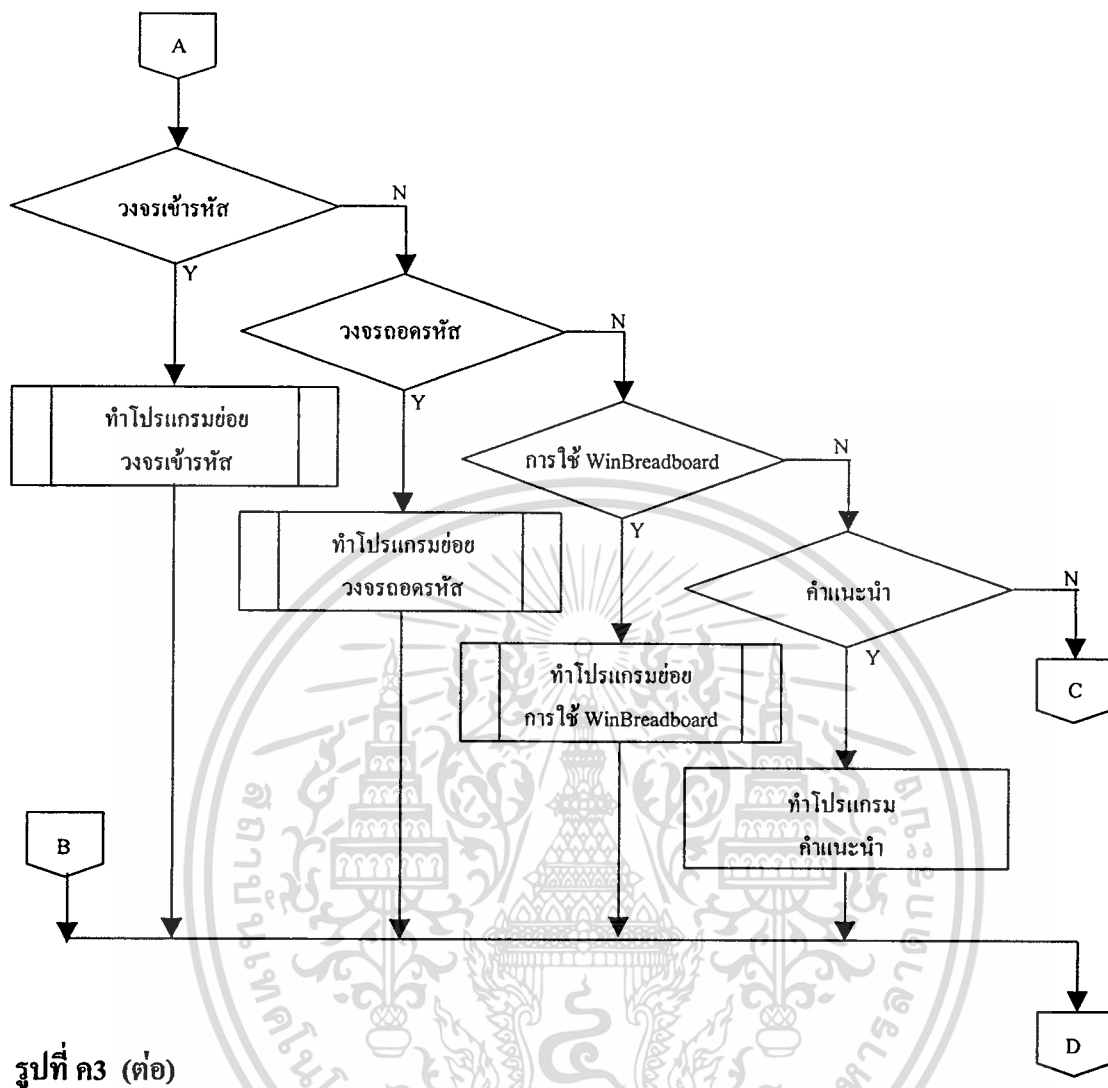 A
วงจรเข้ารหัส
N
Y
วงจรถอดรหัส
N
Y
ทำโปรแกรมย่อย
วงจรเข้ารหัส
การใช้ WinBreadboard
N
Y
ทำโปรแกรมย่อย
วงจรถอดรหัส
คำแนะนำ
N
Y
ทำโปรแกรมย่อย
การใช้ WinBreadboard
C
ทำโปรแกรม
คำแนะนำ
B
D
รูปที่ ค3 (ต่อ)